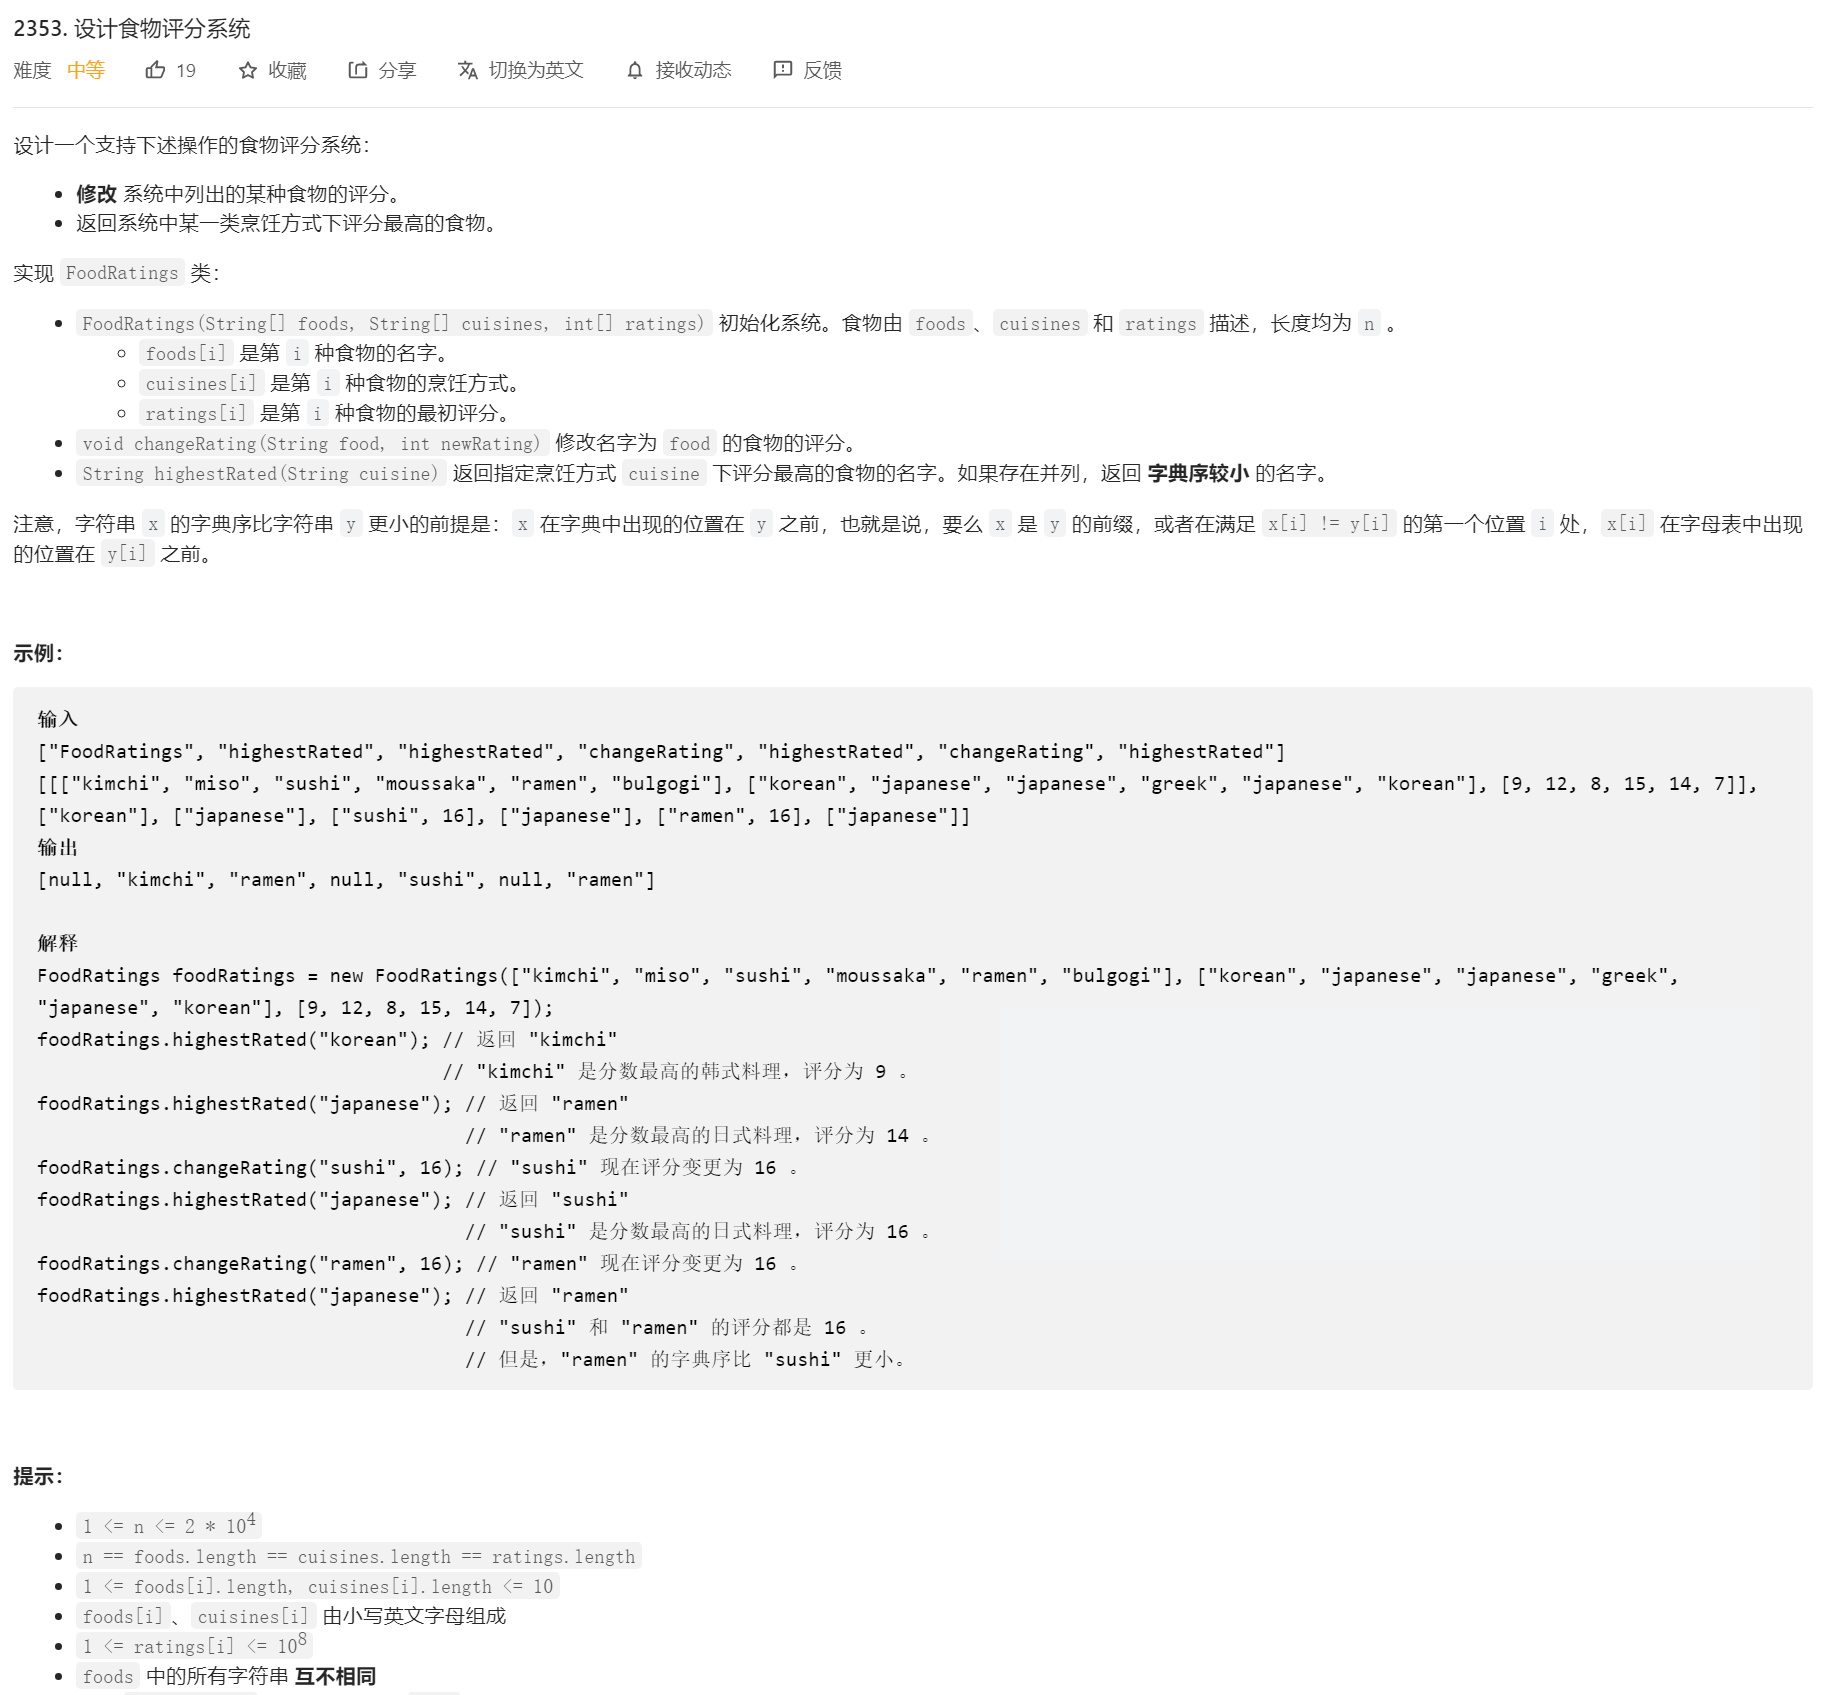 2353. 设计食物评分系统
难度 中等 19 收藏 分享 切换为英文 接收动态 反馈
设计一个支持下述操作的食物评分系统：
修改 系统中列出的某种食物的评分。
返回系统中某一类烹饪方式下评分最高的食物。
实现 FoodRatings 类：
FoodRatings(String[] foods, String[] cuisines, int[] ratings) 初始化系统。食物由 foods、cuisines 和 ratings 描述，长度均为 n 。
foods[i] 是第 i 种食物的名字。
cuisines[i] 是第 i 种食物的烹饪方式。
ratings[i] 是第 i 种食物的最初评分。
void changeRating(String food, int newRating) 修改名字为 food 的食物的评分。
String highestRated(String cuisine) 返回指定烹饪方式 cuisine 下评分最高的食物的名字。如果存在并列，返回 字典序较小 的名字。
注意，字符串 x 的字典序比字符串 y 更小的前提是：x 在字典中出现的位置在 y 之前，也就是说，要么 x 是 y 的前缀，或者在满足 x[i] != y[i] 的第一个位置 i 处，x[i] 在字母表中出现
的位置在 y[i] 之前。
示例：
输入
["FoodRatings", "highestRated", "highestRated", "changeRating", "highestRated", "changeRating", "highestRated"]
[[["kimchi", "miso", "sushi", "moussaka", "ramen", "bulgogi"], ["korean", "japanese", "japanese", "greek", "japanese", "korean"], [9, 12, 8, 15, 14, 7]],
["korean"], ["japanese"], ["sushi", 16], ["japanese"], ["ramen", 16], ["japanese"]]
输出
[null, "kimchi", "ramen", null, "sushi", null, "ramen"]
解释
FoodRatings foodRatings = new FoodRatings(["kimchi", "miso", "sushi", "moussaka", "ramen", "bulgogi"], ["korean", "japanese", "japanese", "greek",
"japanese", "korean"], [9, 12, 8, 15, 14, 7]);
foodRatings.highestRated("korean"); // 返回 "kimchi"
// "kimchi" 是分数最高的韩式料理，评分为 9 。
foodRatings.highestRated("japanese"); // 返回 "ramen"
// "ramen" 是分数最高的日式料理，评分为 14 。
foodRatings.changeRating("sushi", 16); // "sushi" 现在评分变更为 16 。
foodRatings.highestRated("japanese"); // 返回 "sushi"
// "sushi" 是分数最高的日式料理，评分为 16 。
foodRatings.changeRating("ramen", 16); // "ramen" 现在评分变更为 16 。
foodRatings.highestRated("japanese"); // 返回 "ramen"
// "sushi" 和 "ramen" 的评分都是 16 。
// 但是，"ramen" 的字典序比 "sushi" 更小。
提示：
1 <= n <= 2 * 10⁴
n == foods.length == cuisines.length == ratings.length
1 <= foods[i].length, cuisines[i].length <= 10
foods[i]、cuisines[i] 由小写英文字母组成
1 <= ratings[i] <= 10⁸
foods 中的所有字符串 互不相同